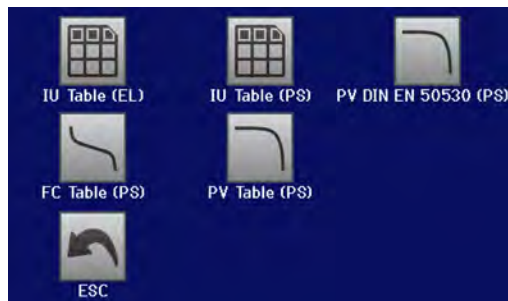 IU Table (EL)
IU Table (PS)
PV DIN EN 50530 (PS)
FC Table (PS)
PV Table (PS)
ESC